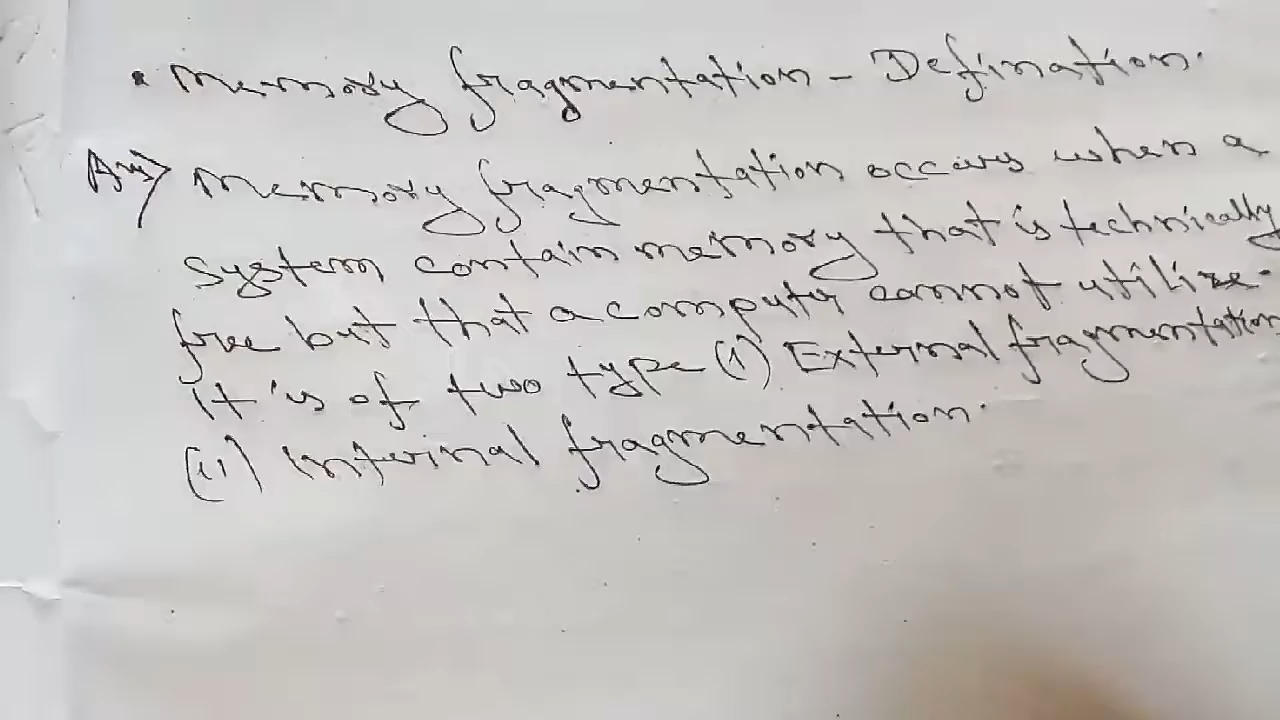 • Memory fragmentation - Defination.
Ans) Memory fragmentation occurs when a
system contain memory that is technically
free but that a computer cannot utilize.
It is of two type (i) External fragmentation
(ii) Internal fragmentation.